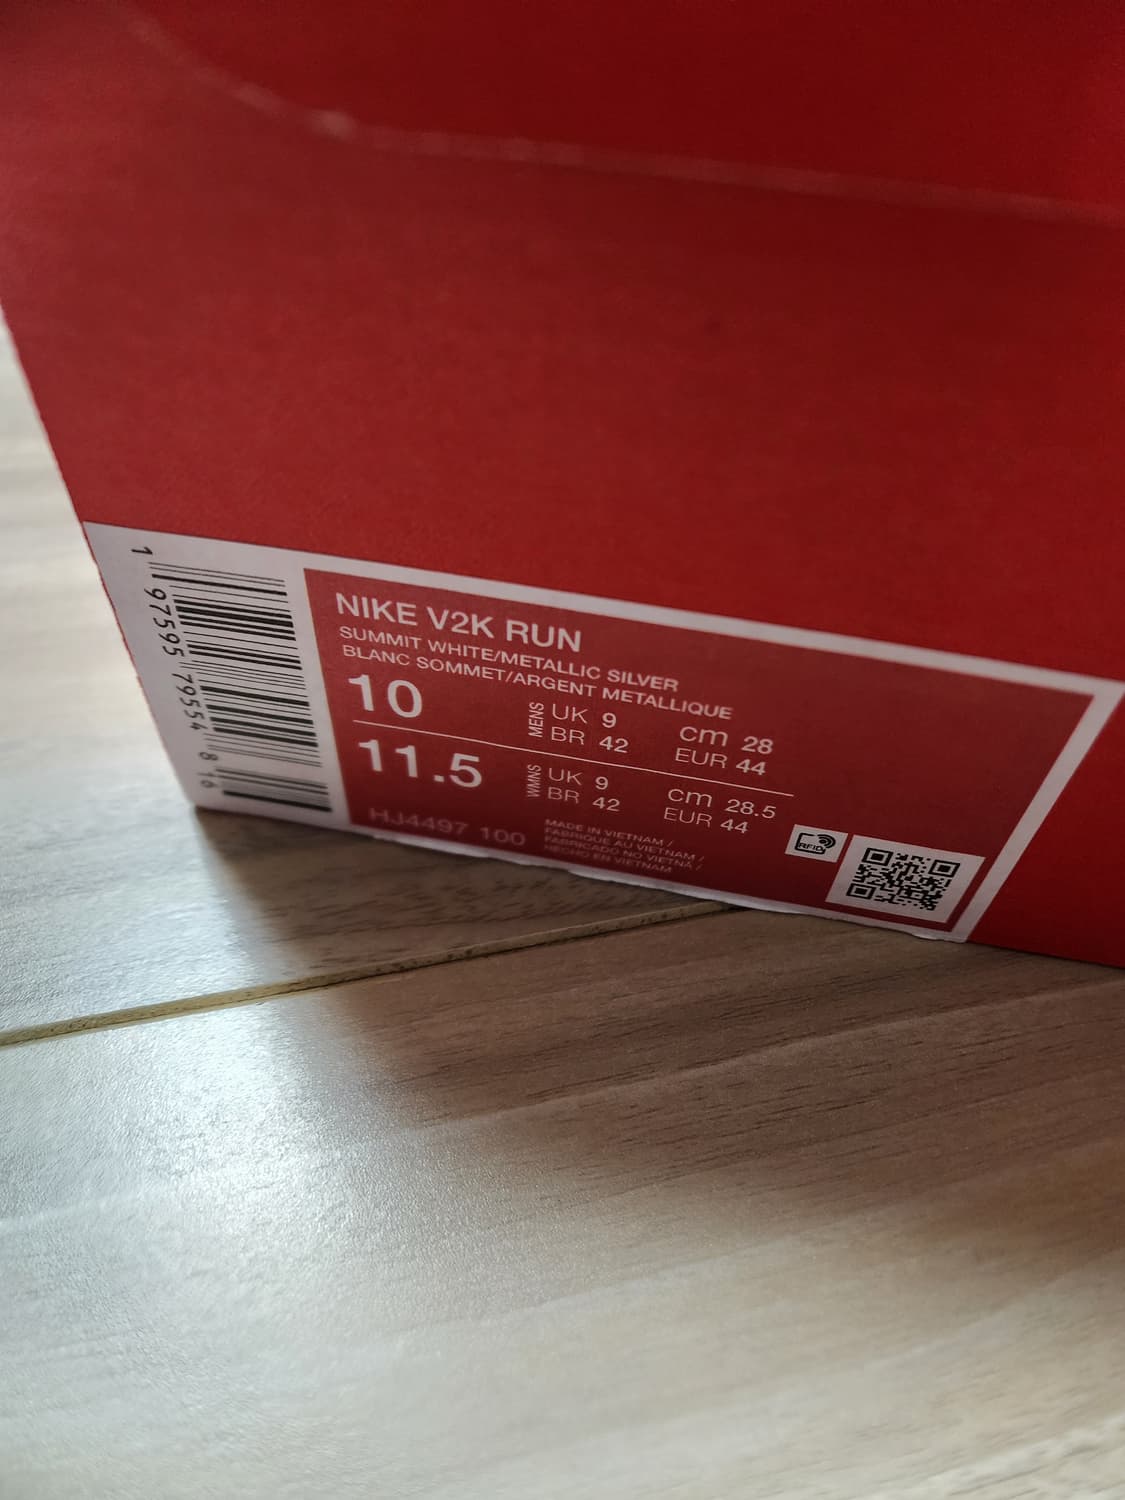 NIKE V2K RUN
SUMMIT WHITE/METALLIC SILVER
BLANC SOMMET/ARGENT METALLIQUE
10
MENS
UK 9
cm 28
BR 42
EUR 44
11.5
WMNS
UK 9
cm 28.5
BR 42
EUR 44
HJ4497 100
MADE IN VIETNAM /
FABRIQUE AU VIETNAM /
FABRICADO NO VIETNÃ /
HECHO EN VIETNAM
RFID
1 97595 79554 8 16